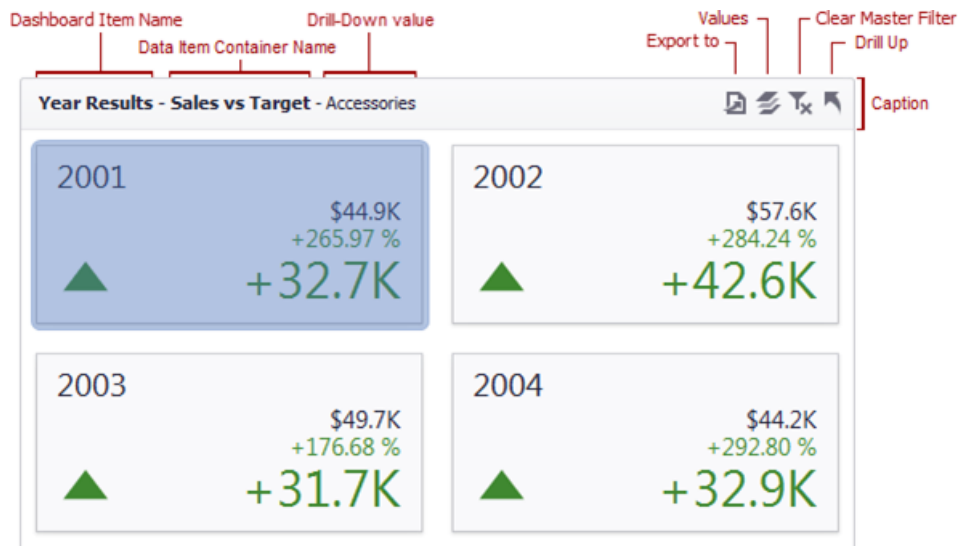 Dashboard Item Name
Drill-Down value
Values
Clear Master Filter
Data Item Container Name
Export to
Drill Up
Year Results - Sales vs Target - Accessories
Caption
2001
$44.9K
+265.97 %
+32.7K
2002
$57.6K
+284.24 %
+42.6K
2003
$49.7K
+176.68 %
+31.7K
2004
$44.2K
+292.80 %
+32.9K